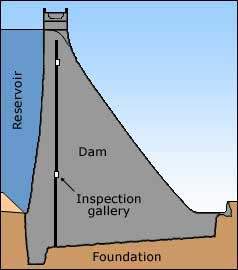 Reservoir
Dam
Inspection
gallery
Foundation